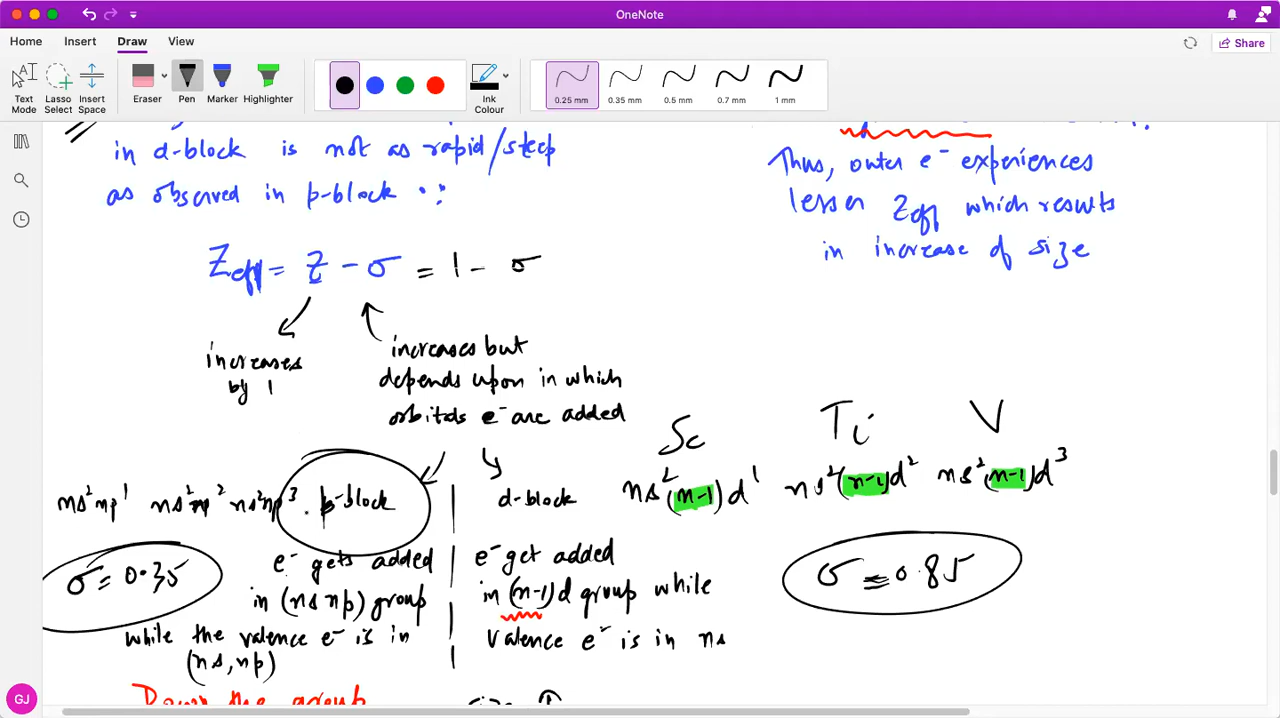 OneNote
Home Insert Draw View
Share
Text Mode
Lasso Select
Insert Space
Eraser
Pen
Marker
Highlighter
0.25 mm
0.35 mm
0.5 mm
0.7 mm
1 mm
Ink Colour
in d-block is not as rapid/steep
as observed in p-block ∵
Zeff = Z - σ = 1 - σ
increases
by 1
increases but
depends upon in which
orbitals e⁻ are added
Thus, outer e⁻ experiences
lesser Zeff which results
in increase of size
Sc Ti V
ns²(n-1)d¹ ns²(n-1)d² ns²(n-1)d³
σ = 0.85
ns²np¹ ns²np² ns²np³ . p-block
σ = 0.35
e⁻ gets added
in (ns np) group
while the valence e⁻ is in
(ns, np)
d-block
e⁻ get added
in (n-1)d group while
valence e⁻ is in ns
Down the group
size ↑
GJ